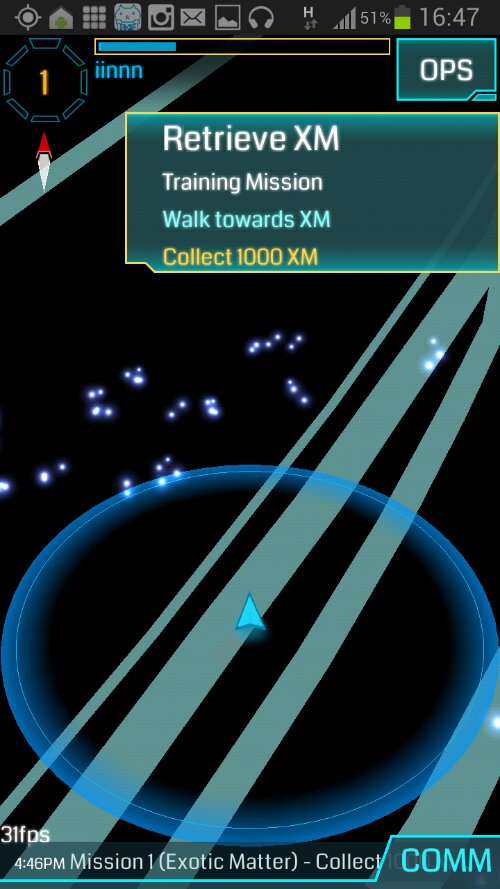 H 51% 16:47
1
iinnn
OPS
Retrieve XM
Training Mission
Walk towards XM
Collect 1000 XM
31fps
4:46PM Mission 1 (Exotic Matter) - Collect
COMM